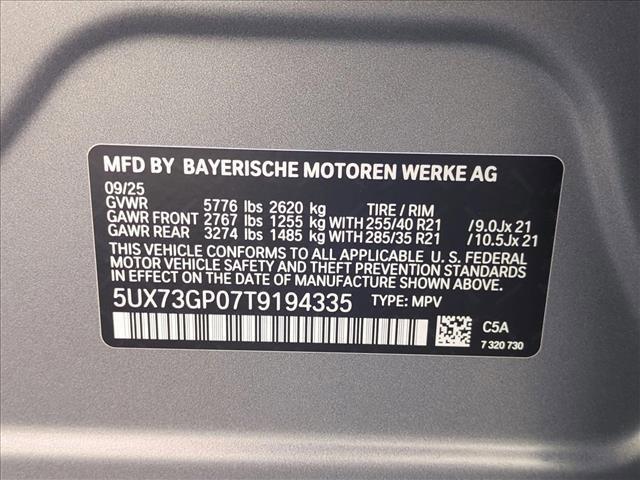 MFD BY BAYERISCHE MOTOREN WERKE AG
09/25
GVWR 5776 lbs 2620 kg TIRE / RIM
GAWR FRONT 2767 lbs 1255 kg WITH 255/40 R21 /9.0Jx 21
GAWR REAR 3274 lbs 1485 kg WITH 285/35 R21 /10.5Jx 21
THIS VEHICLE CONFORMS TO ALL APPLICABLE U. S. FEDERAL
MOTOR VEHICLE SAFETY AND THEFT PREVENTION STANDARDS
IN EFFECT ON THE DATE OF MANUFACTURE SHOWN ABOVE.
5UX73GP07T9194335 TYPE: MPV
C5A
7 320 730